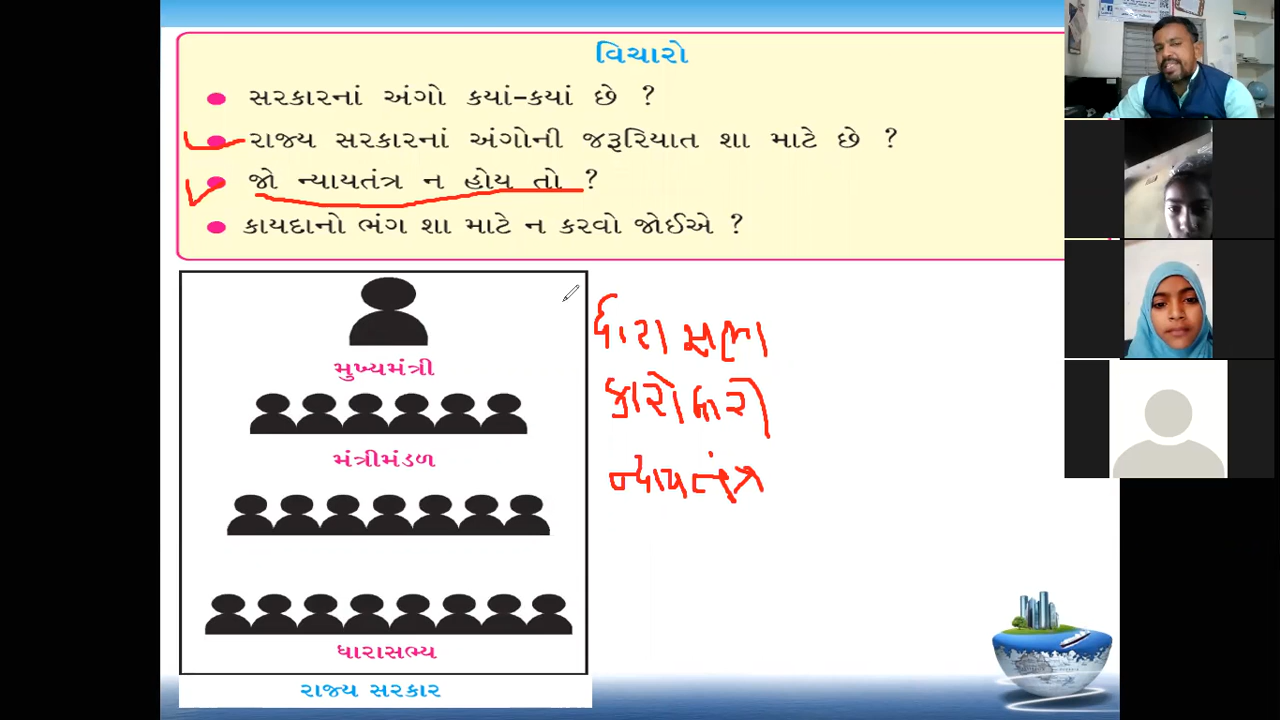 વિચારો
સરકારનાં અંગો કયાં-કયાં છે ?
રાજ્ય સરકારનાં અંગોની જરૂરિયાત શા માટે છે ?
જો ન્યાયતંત્ર ન હોય તો ?
કાયદાનો ભંગ શા માટે ન કરવો જોઈએ ?
મુખ્યમંત્રી
મંત્રીમંડળ
ધારાસભ્ય
રાજ્ય સરકાર
ધારાસભા
કારોબારી
ન્યાયતંત્ર